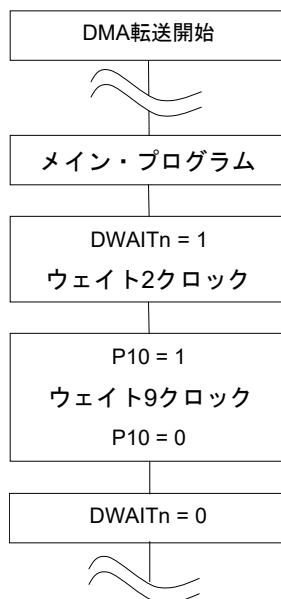 DMA転送開始
メイン・プログラム
DWAITn = 1
ウェイト2クロック
P10 = 1
ウェイト9クロック
P10 = 0
DWAITn = 0